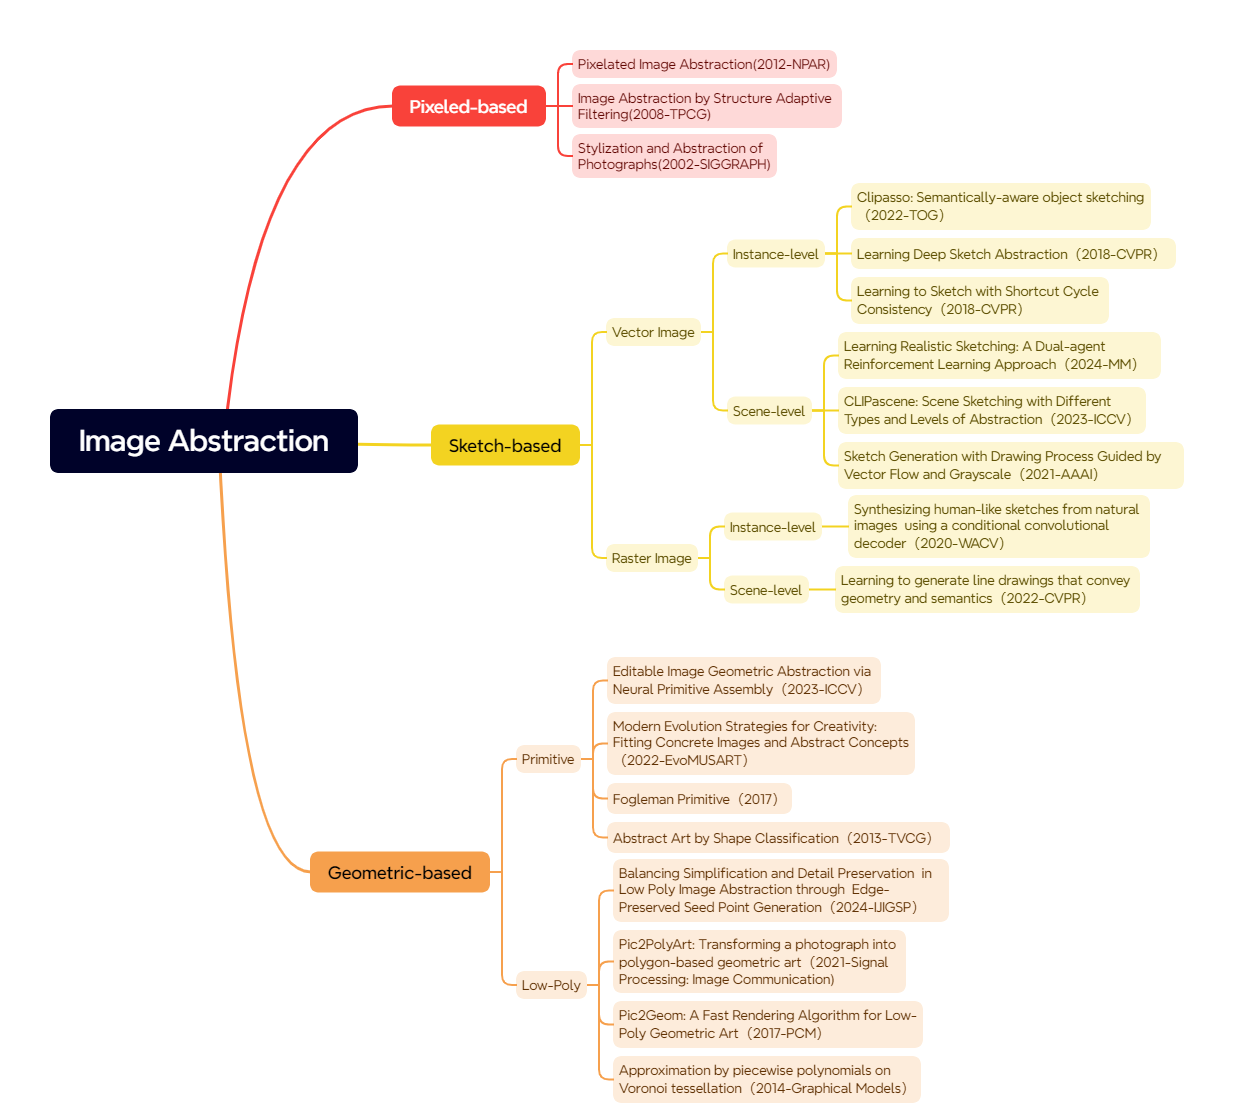 Pixelated Image Abstraction(2012-NPAR)
Pixeled-based
Image Abstraction by Structure Adaptive
Filtering(2008-TPCG)
Stylization and Abstraction of
Photographs(2002-SIGGRAPH)
Clipasso: Semantically-aware object sketching
（2022-TOG）
Instance-level
Learning Deep Sketch Abstraction（2018-CVPR）
Learning to Sketch with Shortcut Cycle
Consistency（2018-CVPR）
Vector Image
Learning Realistic Sketching: A Dual-agent
Reinforcement Learning Approach（2024-MM）
Scene-level
CLIPascene: Scene Sketching with Different
Types and Levels of Abstraction（2023-ICCV）
Image Abstraction
Sketch-based
Sketch Generation with Drawing Process Guided by
Vector Flow and Grayscale（2021-AAAI）
Instance-level
Synthesizing human-like sketches from natural
images  using a conditional convolutional
decoder（2020-WACV）
Raster Image
Scene-level
Learning to generate line drawings that convey
geometry and semantics（2022-CVPR）
Editable Image Geometric Abstraction via
Neural Primitive Assembly（2023-ICCV）
Primitive
Modern Evolution Strategies for Creativity:
Fitting Concrete Images and Abstract Concepts
（2022-EvoMUSART）
Fogleman Primitive（2017）
Abstract Art by Shape Classification（2013-TVCG）
Geometric-based
Balancing Simplification and Detail Preservation  in
Low Poly Image Abstraction through  Edge-
Preserved Seed Point Generation（2024-IJIGSP）
Pic2PolyArt: Transforming a photograph into
polygon-based geometric art（2021-Signal
Processing: Image Communication)
Low-Poly
Pic2Geom: A Fast Rendering Algorithm for Low-
Poly Geometric Art（2017-PCM）
Approximation by piecewise polynomials on
Voronoi tessellation（2014-Graphical Models）